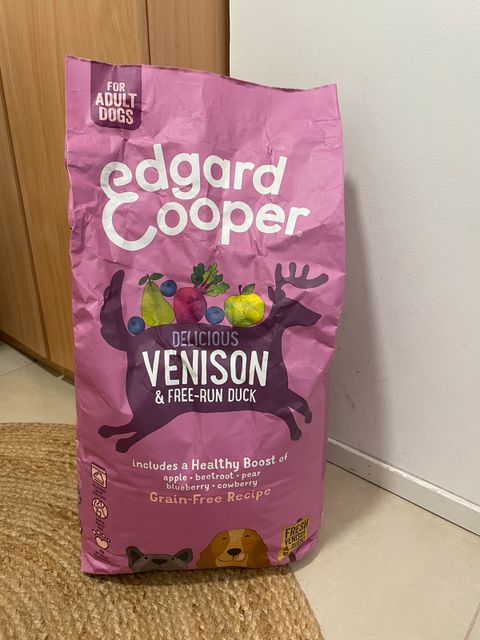 FOR
ADULT
DOGS
edgard
Cooper
DELICIOUS
VENISON
& FREE-RUN DUCK
includes a Healthy Boost of
apple • beetroot • pear
blueberry • cowberry
Grain-Free Recipe
FRESH
VENISON